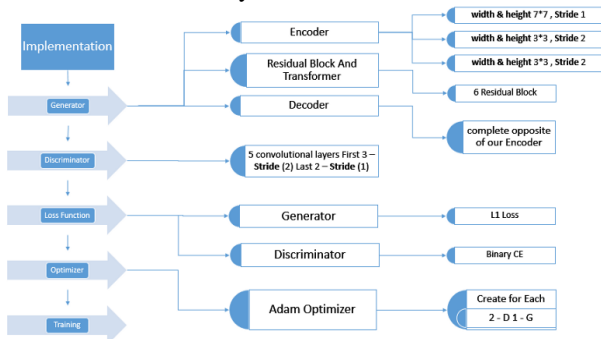 Implementation
Encoder
width & height 7*7 , Stride 1
width & height 3*3 , Stride 2
width & height 3*3 , Stride 2
Generator
Residual Block And
Transformer
6 Residual Block
Decoder
complete opposite
of our Encoder
Discriminator
5 convolutional layers First 3 –
Stride (2) Last 2 – Stride (1)
Loss Function
Generator
L1 Loss
Discriminator
Binary CE
Optimizer
Adam Optimizer
Create for Each
2 - D 1 - G
Training